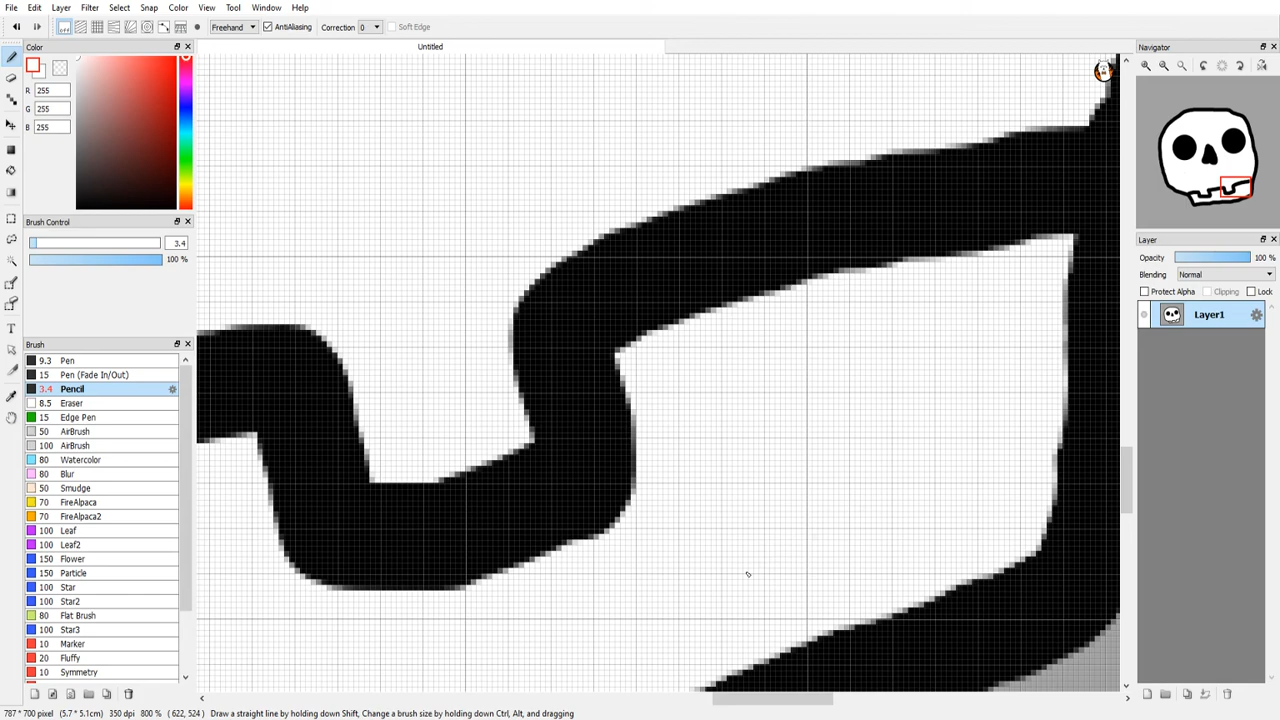 File Edit Layer Filter Select Snap Color View Tool Window Help
off Freehand AntiAliasing Correction 0 Soft Edge
Color
Untitled
Navigator
R 255
G 255
B 255
Brush Control
3.4
100 %
Layer
Opacity 100 %
Blending Normal
Protect Alpha Clipping Lock
Layer1
Brush
9.3 Pen
15 Pen (Fade In/Out)
3.4 Pencil
8.5 Eraser
15 Edge Pen
50 AirBrush
100 AirBrush
80 Watercolor
80 Blur
50 Smudge
70 FireAlpaca
70 FireAlpaca2
100 Leaf
100 Leaf2
150 Flower
150 Particle
100 Star
100 Star2
80 Flat Brush
100 Star3
10 Marker
20 Fluffy
10 Symmetry
787 * 700 pixel (5.7 * 5.1cm) 350 dpi 800 % ( 622, 524 ) Draw a straight line by holding down Shift, Change a brush size by holding down Ctrl, Alt, and dragging